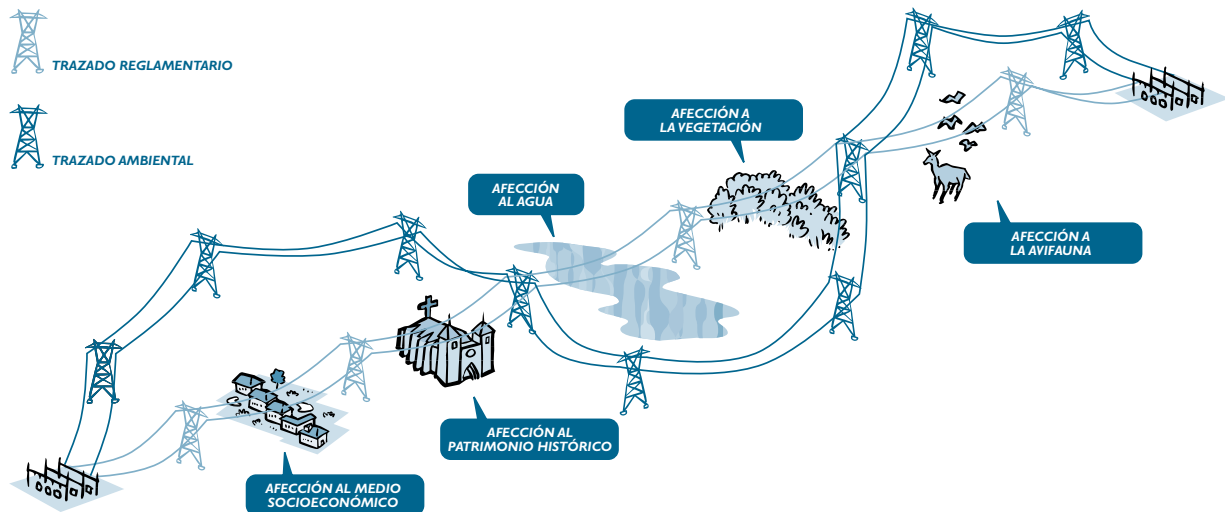 TRAZADO REGLAMENTARIO
TRAZADO AMBIENTAL
AFECCIÓN A
LA VEGETACIÓN
AFECCIÓN
AL AGUA
AFECCIÓN A
LA AVIFAUNA
AFECCIÓN AL
PATRIMONIO HISTÓRICO
AFECCIÓN AL MEDIO
SOCIOECONÓMICO